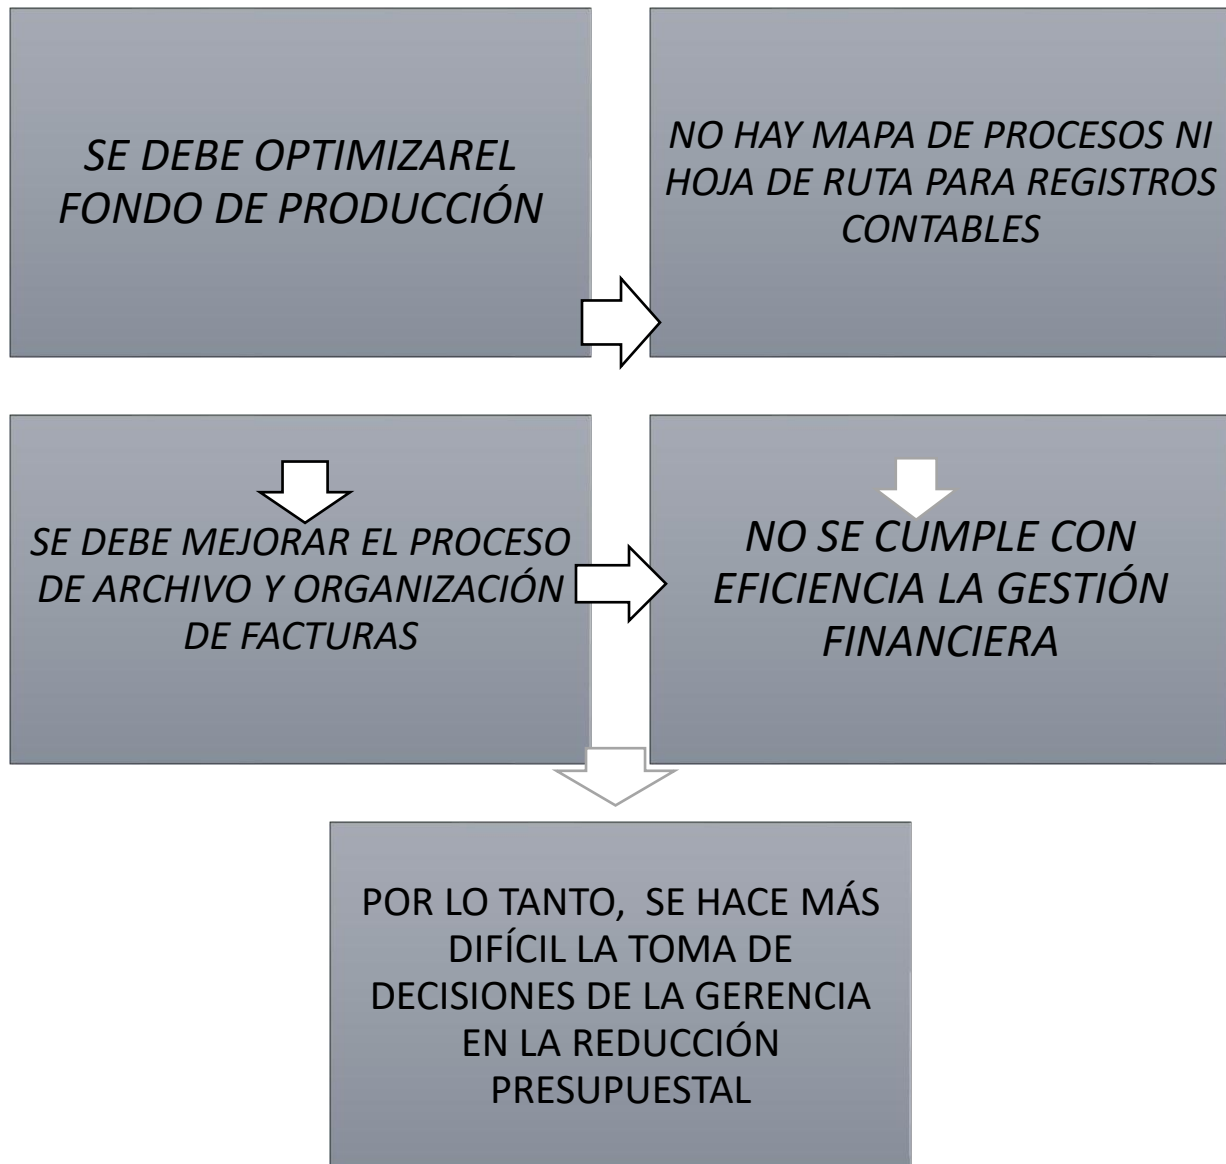 SE DEBE OPTIMIZAREL
FONDO DE PRODUCCIÓN
NO HAY MAPA DE PROCESOS NI
HOJA DE RUTA PARA REGISTROS
CONTABLES
SE DEBE MEJORAR EL PROCESO
DE ARCHIVO Y ORGANIZACIÓN
DE FACTURAS
NO SE CUMPLE CON
EFICIENCIA LA GESTIÓN
FINANCIERA
POR LO TANTO,  SE HACE MÁS
DIFÍCIL LA TOMA DE
DECISIONES DE LA GERENCIA
EN LA REDUCCIÓN
PRESUPUESTAL